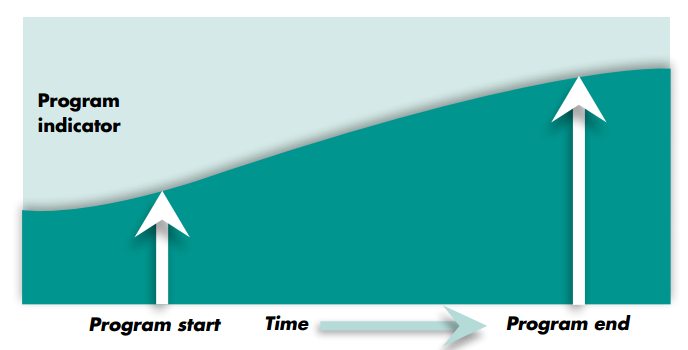 Program
indicator
Program start
Time
Program end